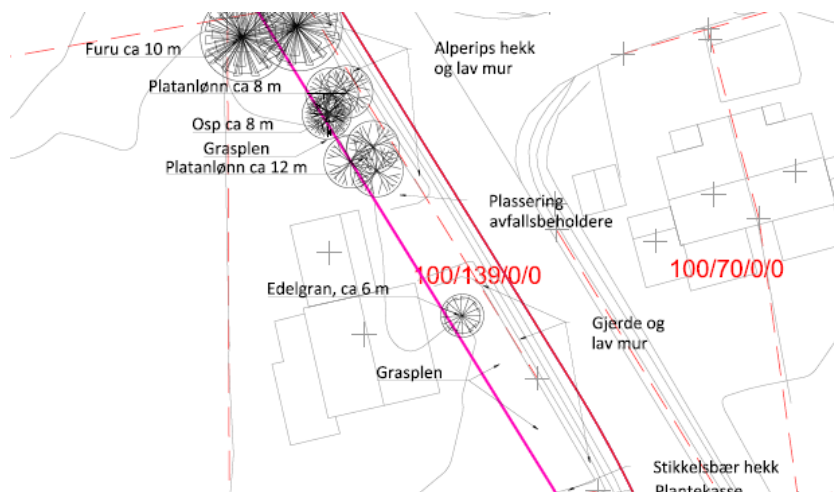 Furu ca 10 m
Alperips hekk
og lav mur
Platanlønn ca 8 m
Osp ca 8 m
Grasplen
Platanlønn ca 12 m
Plassering
avfallsbeholdere
100/139/0/0
100/70/0/0
Edelgran, ca 6 m
Gjerde og
lav mur
Grasplen
Stikkelsbær hekk
Plantekasse